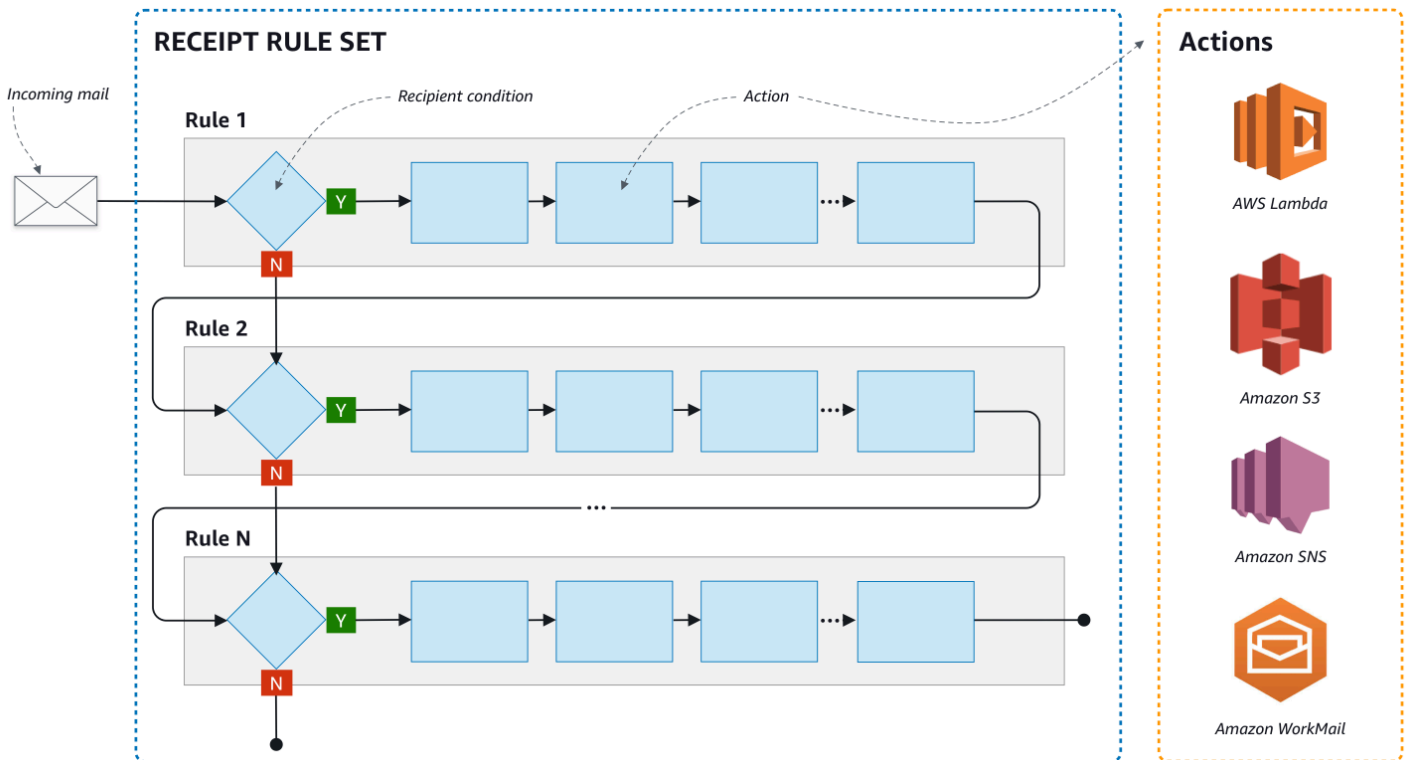 RECEIPT RULE SET
Actions
Incoming mail
Recipient condition
Action
Rule 1
Y
N
AWS Lambda
Rule 2
Y
N
Amazon S3
...
Rule N
Y
N
Amazon SNS
Amazon WorkMail